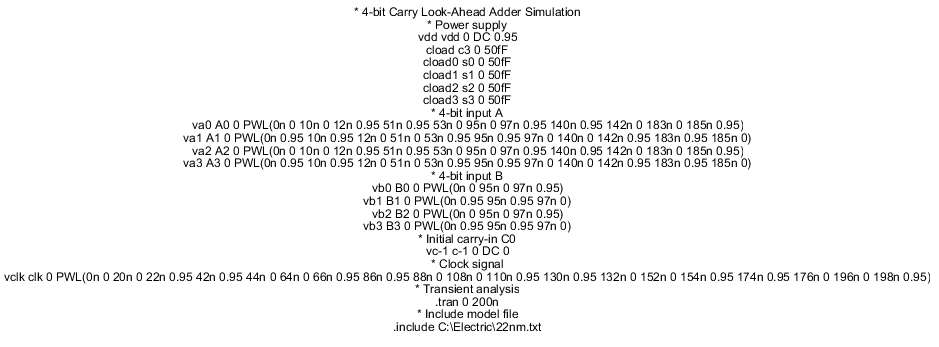 * 4-bit Carry Look-Ahead Adder Simulation
* Power supply
vdd vdd 0 DC 0.95
cload c3 0 50fF
cload0 s0 0 50fF
cload1 s1 0 50fF
cload2 s2 0 50fF
cload3 s3 0 50fF
* 4-bit input A
va0 A0 0 PWL(0n 0 10n 0 12n 0.95 51n 0.95 53n 0 95n 0 97n 0.95 140n 0.95 142n 0 183n 0 185n 0.95)
va1 A1 0 PWL(0n 0.95 10n 0.95 12n 0 51n 0 53n 0.95 95n 0.95 97n 0 140n 0 142n 0.95 183n 0.95 185n 0)
va2 A2 0 PWL(0n 0 10n 0 12n 0.95 51n 0.95 53n 0 95n 0 97n 0.95 140n 0.95 142n 0 183n 0 185n 0.95)
va3 A3 0 PWL(0n 0.95 10n 0.95 12n 0 51n 0 53n 0.95 95n 0.95 97n 0 140n 0 142n 0.95 183n 0.95 185n 0)
* 4-bit input B
vb0 B0 0 PWL(0n 0 95n 0 97n 0.95)
vb1 B1 0 PWL(0n 0.95 95n 0.95 97n 0)
vb2 B2 0 PWL(0n 0 95n 0 97n 0.95)
vb3 B3 0 PWL(0n 0.95 95n 0.95 97n 0)
* Initial carry-in C0
vc-1 c-1 0 DC 0
* Clock signal
vclk clk 0 PWL(0n 0 20n 0 22n 0.95 42n 0.95 44n 0 64n 0 66n 0.95 86n 0.95 88n 0 108n 0 110n 0.95 130n 0.95 132n 0 152n 0 154n 0.95 174n 0.95 176n 0 196n 0 198n 0.95)
* Transient analysis
.tran 0 200n
* Include model file
.include C:\Electric\22nm.txt